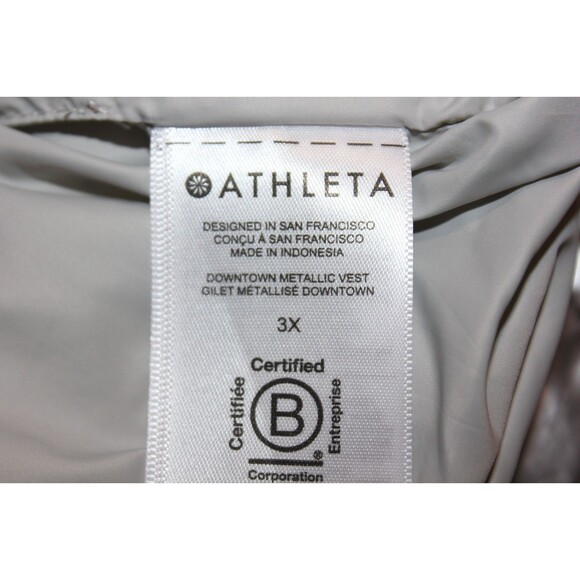 ATHLETA
DESIGNED IN SAN FRANCISCO
CONÇU À SAN FRANCISCO
MADE IN INDONESIA
DOWNTOWN METALLIC VEST
GILET MÉTALLISÉ DOWNTOWN
3X
Certified
Certifiée
B
Entreprise
®
Corporation